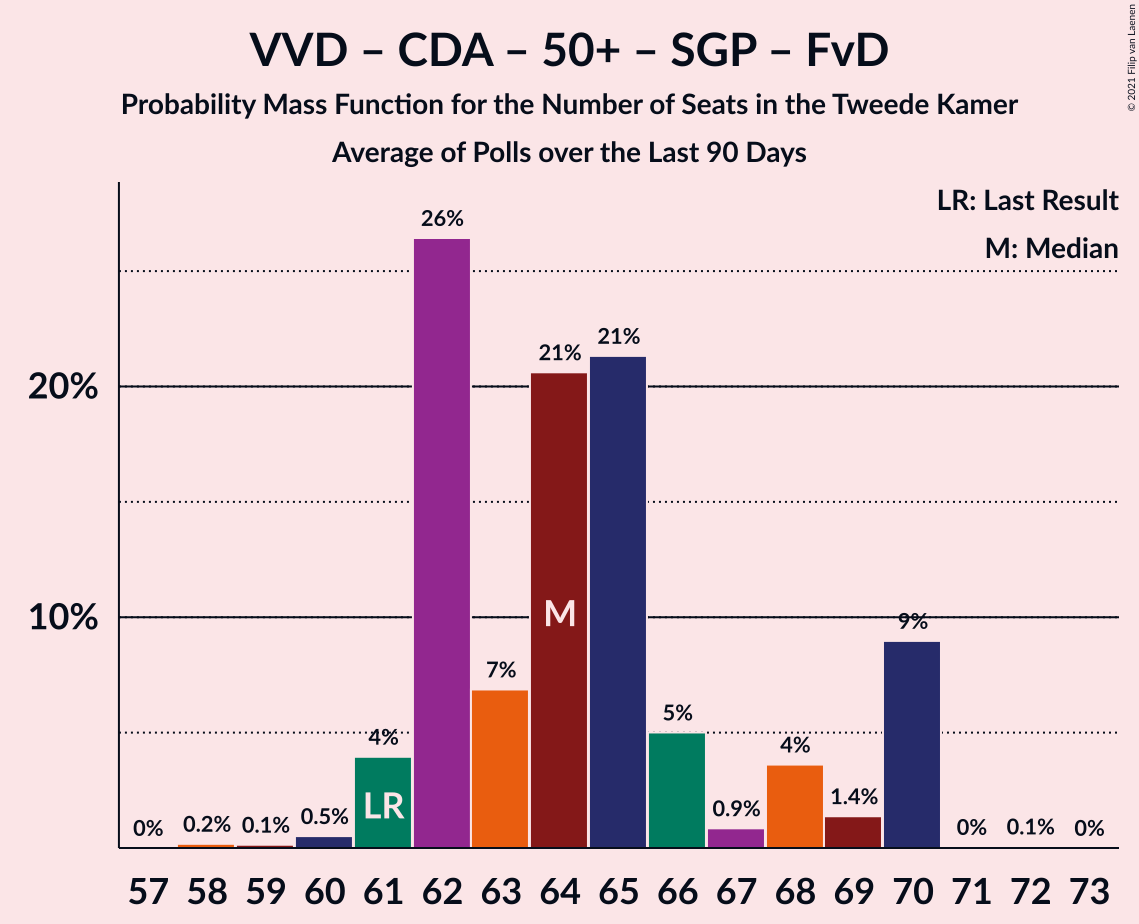 VVD – CDA – 50+ – SGP – FvD
Probability Mass Function for the Number of Seats in the Tweede Kamer
Average of Polls over the Last 90 Days
© 2021 Filip van Laenen
LR: Last Result
M: Median
20%
10%
0%
0.2%
0.1%
0.5%
4%
26%
7%
21%
21%
5%
0.9%
4%
1.4%
9%
0%
0.1%
0%
LR
M
57 58 59 60 61 62 63 64 65 66 67 68 69 70 71 72 73